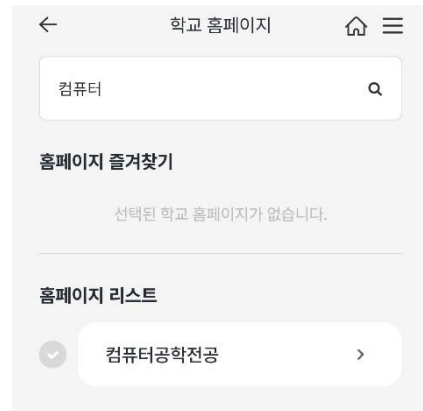 학교 홈페이지
컴퓨터
홈페이지 즐겨찾기
선택된 학교 홈페이지가 없습니다.
홈페이지 리스트
컴퓨터공학전공